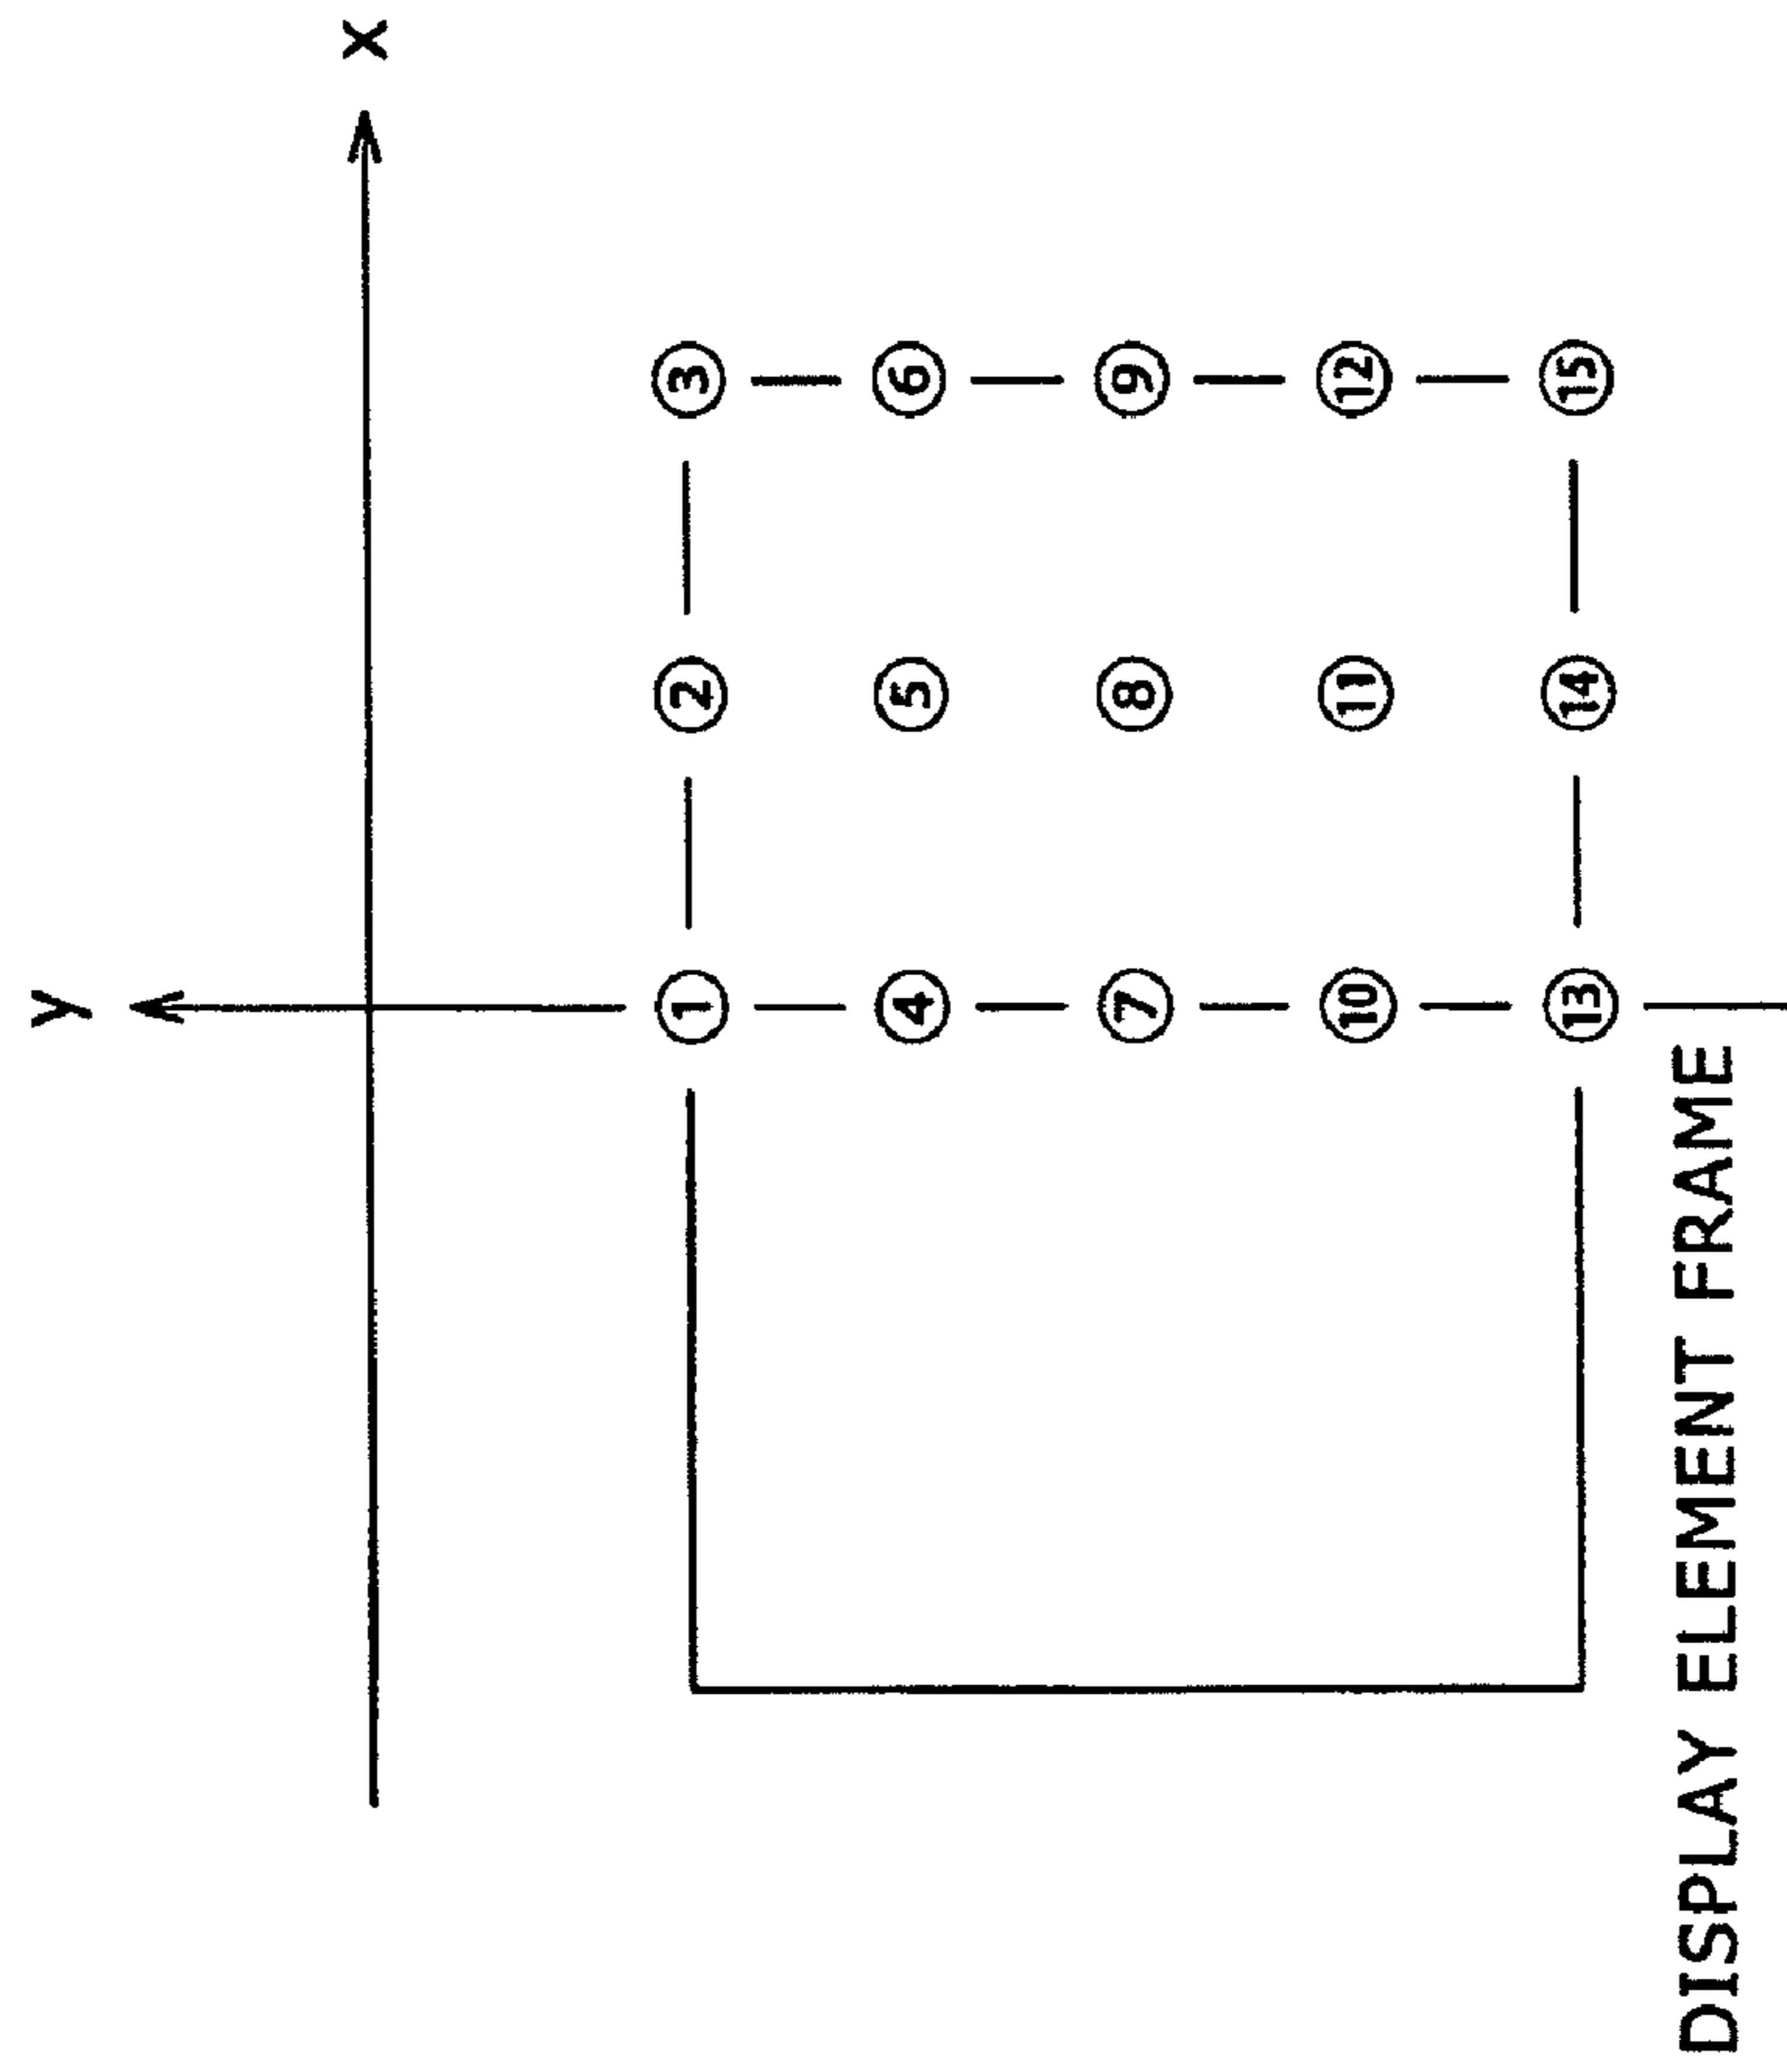 y
x
① ② ③
④ ⑤ ⑥
⑦ ⑧ ⑨
⑩ ⑪ ⑫
⑬ ⑭ ⑮
DISPLAY ELEMENT FRAME